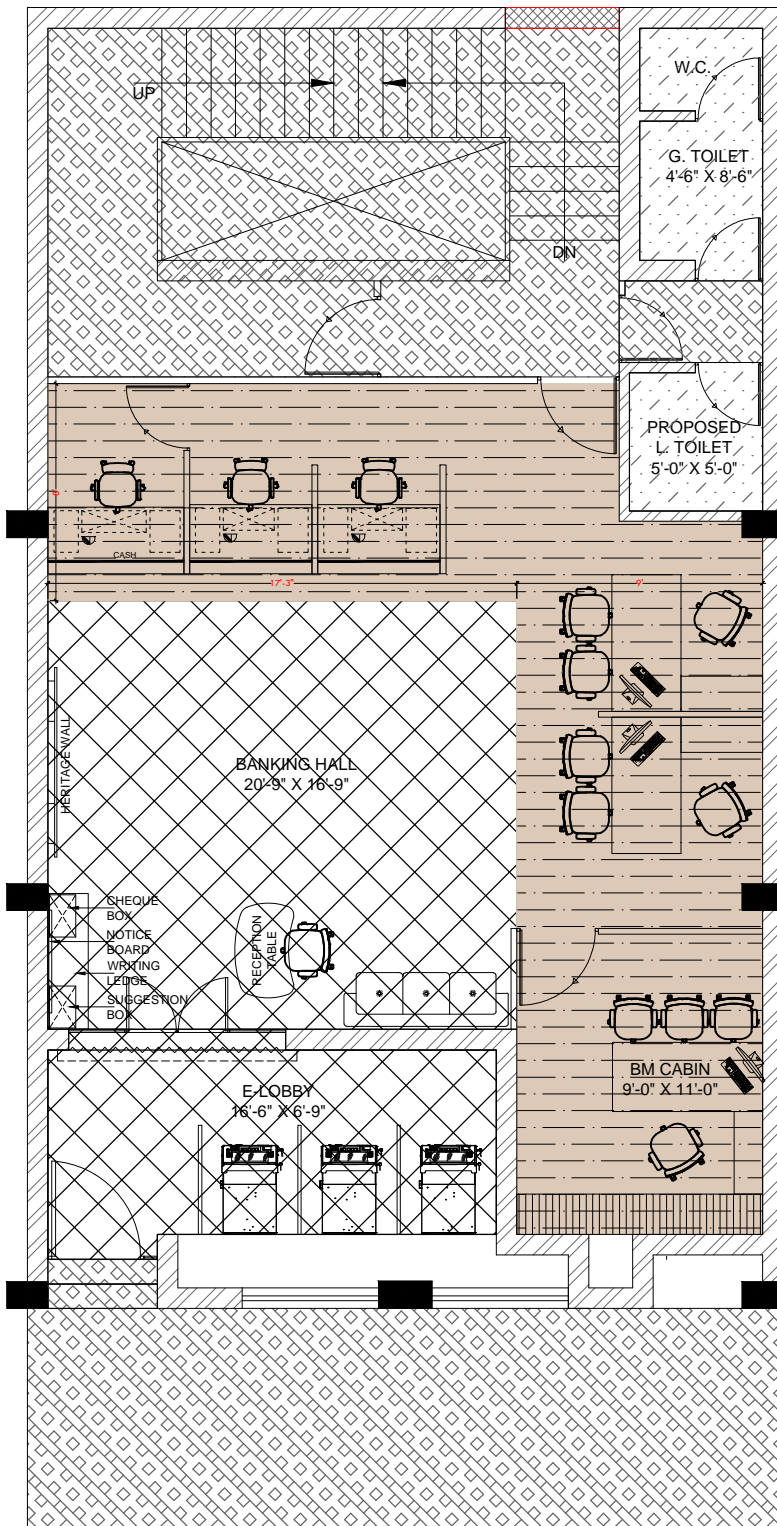 UP
W.C.
G. TOILET
4'-6" X 8'-6"
DN
PROPOSED
L. TOILET
5'-0" X 5'-0"
CASH
17'-3"
9'
HERITAGE WALL
BANKING HALL
20'-9" X 16'-9"
CHEQUE
BOX
NOTICE
BOARD
WRITING
LEDGE
SUGGESTION
BOX
RECEPTION
TABLE
BM CABIN
9'-0" X 11'-0"
E-LOBBY
16'-6" X 6'-9"